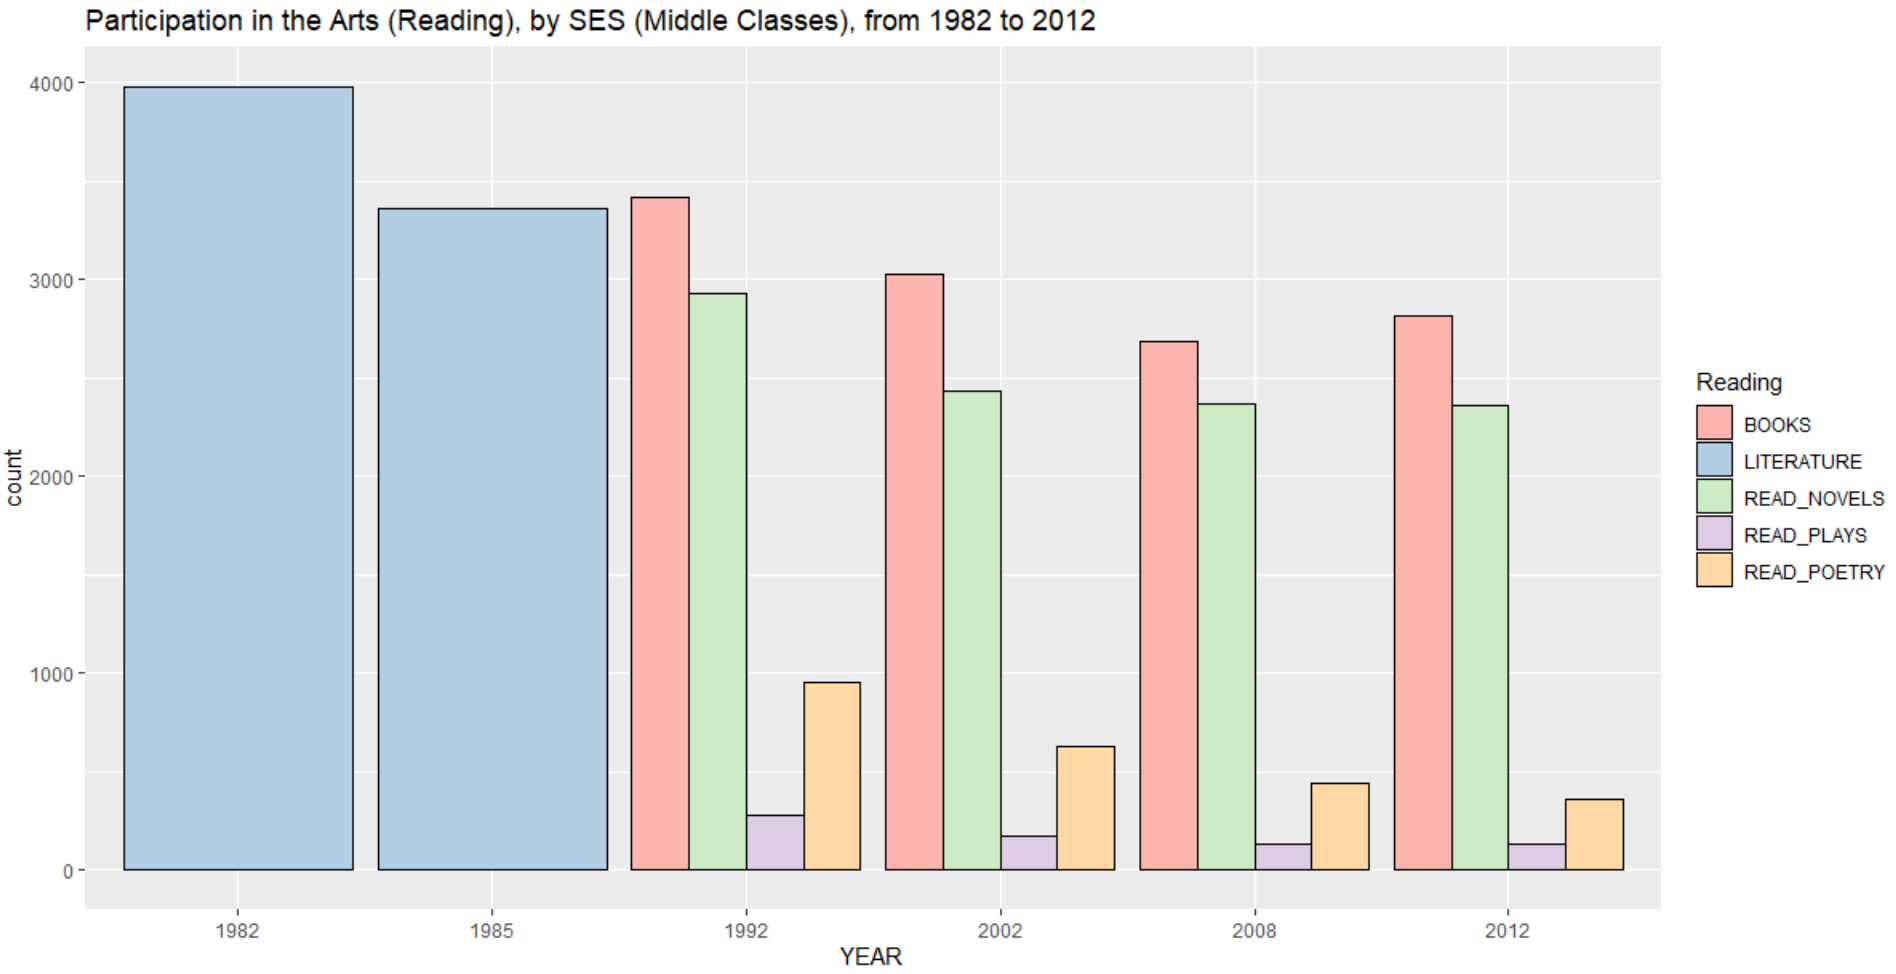 Participation in the Arts (Reading), by SES (Middle Classes), from 1982 to 2012
count
4000
3000
2000
1000
0
1982
1985
1992
2002
2008
2012
YEAR
Reading
BOOKS
LITERATURE
READ_NOVELS
READ_PLAYS
READ_POETRY